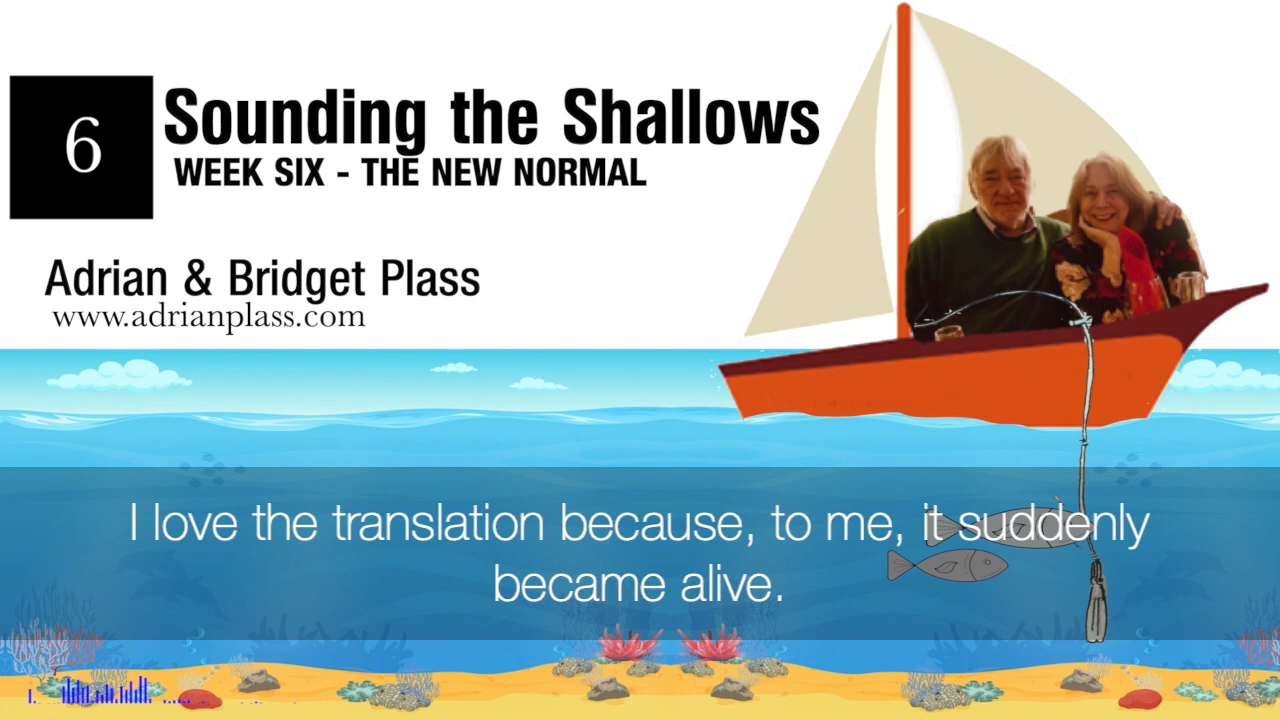 6
Sounding the Shallows
WEEK SIX - THE NEW NORMAL
Adrian & Bridget Plass
www.adrianplass.com
I love the translation because, to me, it suddenly
became alive.